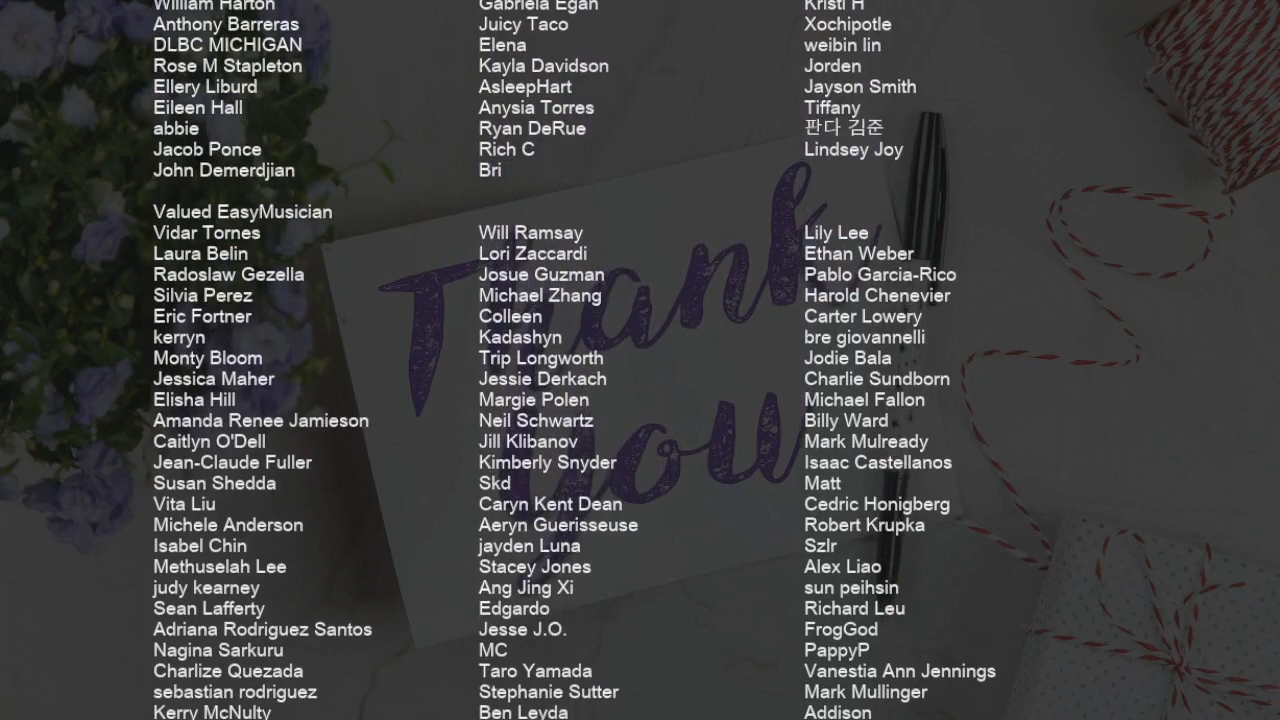 William Harton Gabriela Egan Kristi H
Anthony Barreras Juicy Taco Xochipotle
DLBC MICHIGAN Elena weibin lin
Rose M Stapleton Kayla Davidson Jorden
Ellery Liburd AsleepHart Jayson Smith
Eileen Hall Anysia Torres Tiffany
abbie Ryan DeRue 판다 김준
Jacob Ponce Rich C Lindsey Joy
John Demerdjian Bri
Valued EasyMusician
Vidar Tornes Will Ramsay Lily Lee
Laura Belin Lori Zaccardi Ethan Weber
Radoslaw Gezella Josue Guzman Pablo Garcia-Rico
Silvia Perez Michael Zhang Harold Chenevier
Eric Fortner Colleen Carter Lowery
kerryn Kadashyn bre giovannelli
Monty Bloom Trip Longworth Jodie Bala
Jessica Maher Jessie Derkach Charlie Sundborn
Elisha Hill Margie Polen Michael Fallon
Amanda Renee Jamieson Neil Schwartz Billy Ward
Caitlyn O'Dell Jill Klibanov Mark Mulready
Jean-Claude Fuller Kimberly Snyder Isaac Castellanos
Susan Shedda Skd Matt
Vita Liu Caryn Kent Dean Cedric Honigberg
Michele Anderson Aeryn Guerisseuse Robert Krupka
Isabel Chin jayden Luna Szlr
Methuselah Lee Stacey Jones Alex Liao
judy kearney Ang Jing Xi sun peihsin
Sean Lafferty Edgardo Richard Leu
Adriana Rodriguez Santos Jesse J.O. FrogGod
Nagina Sarkuru MC PappyP
Charlize Quezada Taro Yamada Vanestia Ann Jennings
sebastian rodriguez Stephanie Sutter Mark Mullinger
Kerry McNulty Ben Leyda Addison
Thank
you